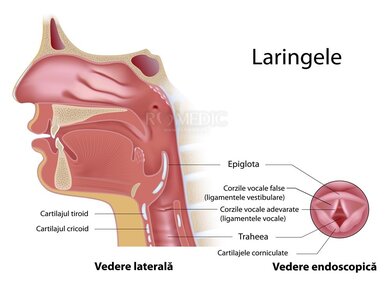 Laringele
ROMEDIC
Epiglota
Corzile vocale false
(ligamentele vestibulare)
Corzile vocale adevarate
(ligamentele vocale)
Cartilajul tiroid
Cartilajul cricoid
Traheea
Cartilajele corniculate
Vedere laterală
Vedere endoscopică